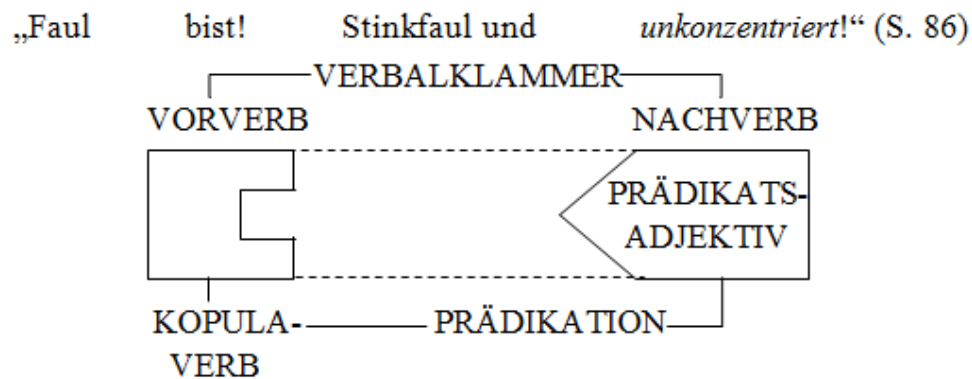 „Faul bist! Stinkfaul und unkonzentriert!“ (S. 86)
VERBALKLAMMER
VORVERB NACHVERB
PRÄDIKATS-
ADJEKTIV
KOPULA- PRÄDIKATION
VERB